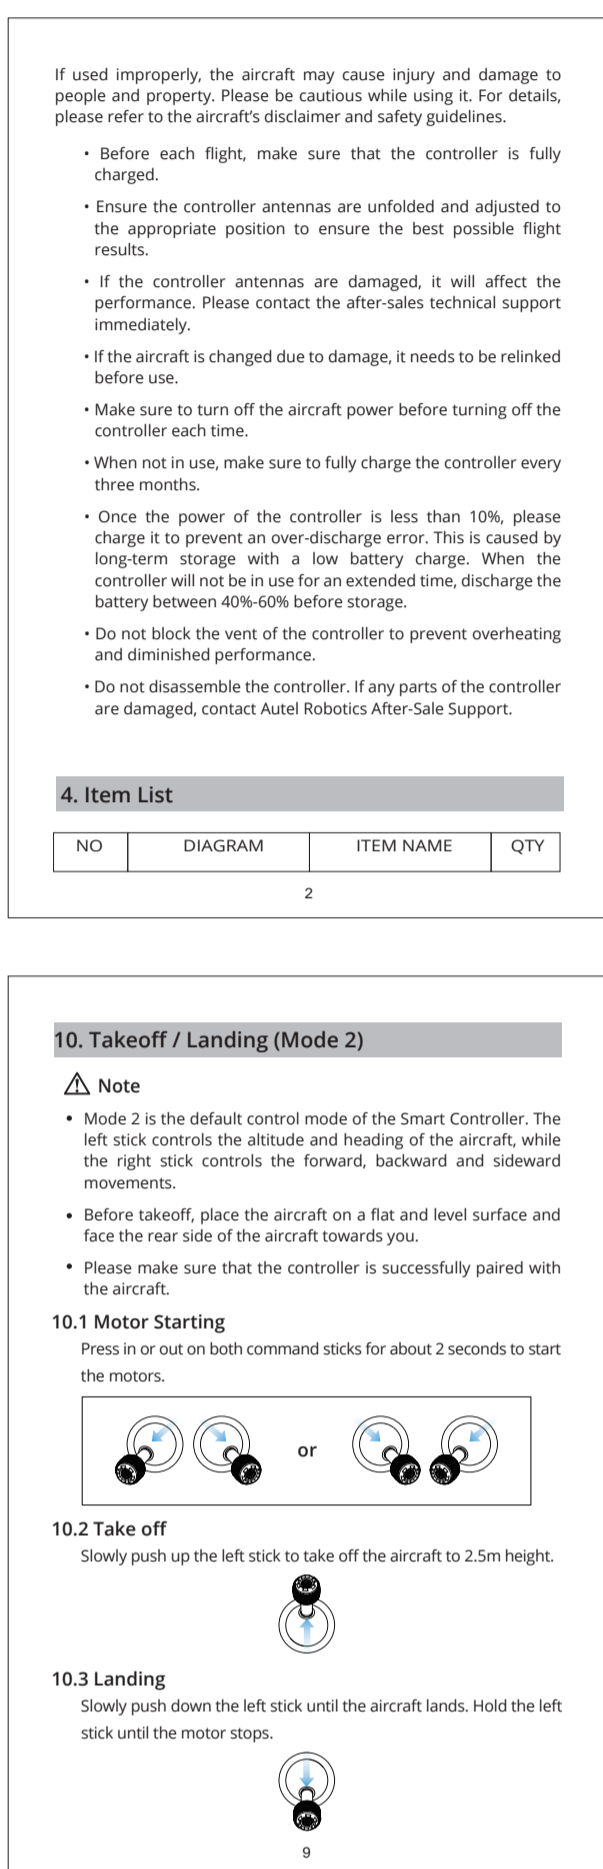 If used improperly, the aircraft may cause injury and damage to
people and property. Please be cautious while using it. For details,
please refer to the aircraft's disclaimer and safety guidelines.
• Before each flight, make sure that the controller is fully
charged.
• Ensure the controller antennas are unfolded and adjusted to
the appropriate position to ensure the best possible flight
results.
• If the controller antennas are damaged, it will affect the
performance. Please contact the after-sales technical support
immediately.
• If the aircraft is changed due to damage, it needs to be relinked
before use.
• Make sure to turn off the aircraft power before turning off the
controller each time.
• When not in use, make sure to fully charge the controller every
three months.
• Once the power of the controller is less than 10%, please
charge it to prevent an over-discharge error. This is caused by
long-term storage with a low battery charge. When the
controller will not be in use for an extended time, discharge the
battery between 40%-60% before storage.
• Do not block the vent of the controller to prevent overheating
and diminished performance.
• Do not disassemble the controller. If any parts of the controller
are damaged, contact Autel Robotics After-Sale Support.
4. Item List
NO DIAGRAM ITEM NAME QTY
2
10. Takeoff / Landing (Mode 2)
Note
• Mode 2 is the default control mode of the Smart Controller. The
left stick controls the altitude and heading of the aircraft, while
the right stick controls the forward, backward and sideward
movements.
• Before takeoff, place the aircraft on a flat and level surface and
face the rear side of the aircraft towards you.
• Please make sure that the controller is successfully paired with
the aircraft.
10.1 Motor Starting
Press in or out on both command sticks for about 2 seconds to start
the motors.
or
10.2 Take off
Slowly push up the left stick to take off the aircraft to 2.5m height.
10.3 Landing
Slowly push down the left stick until the aircraft lands. Hold the left
stick until the motor stops.
9